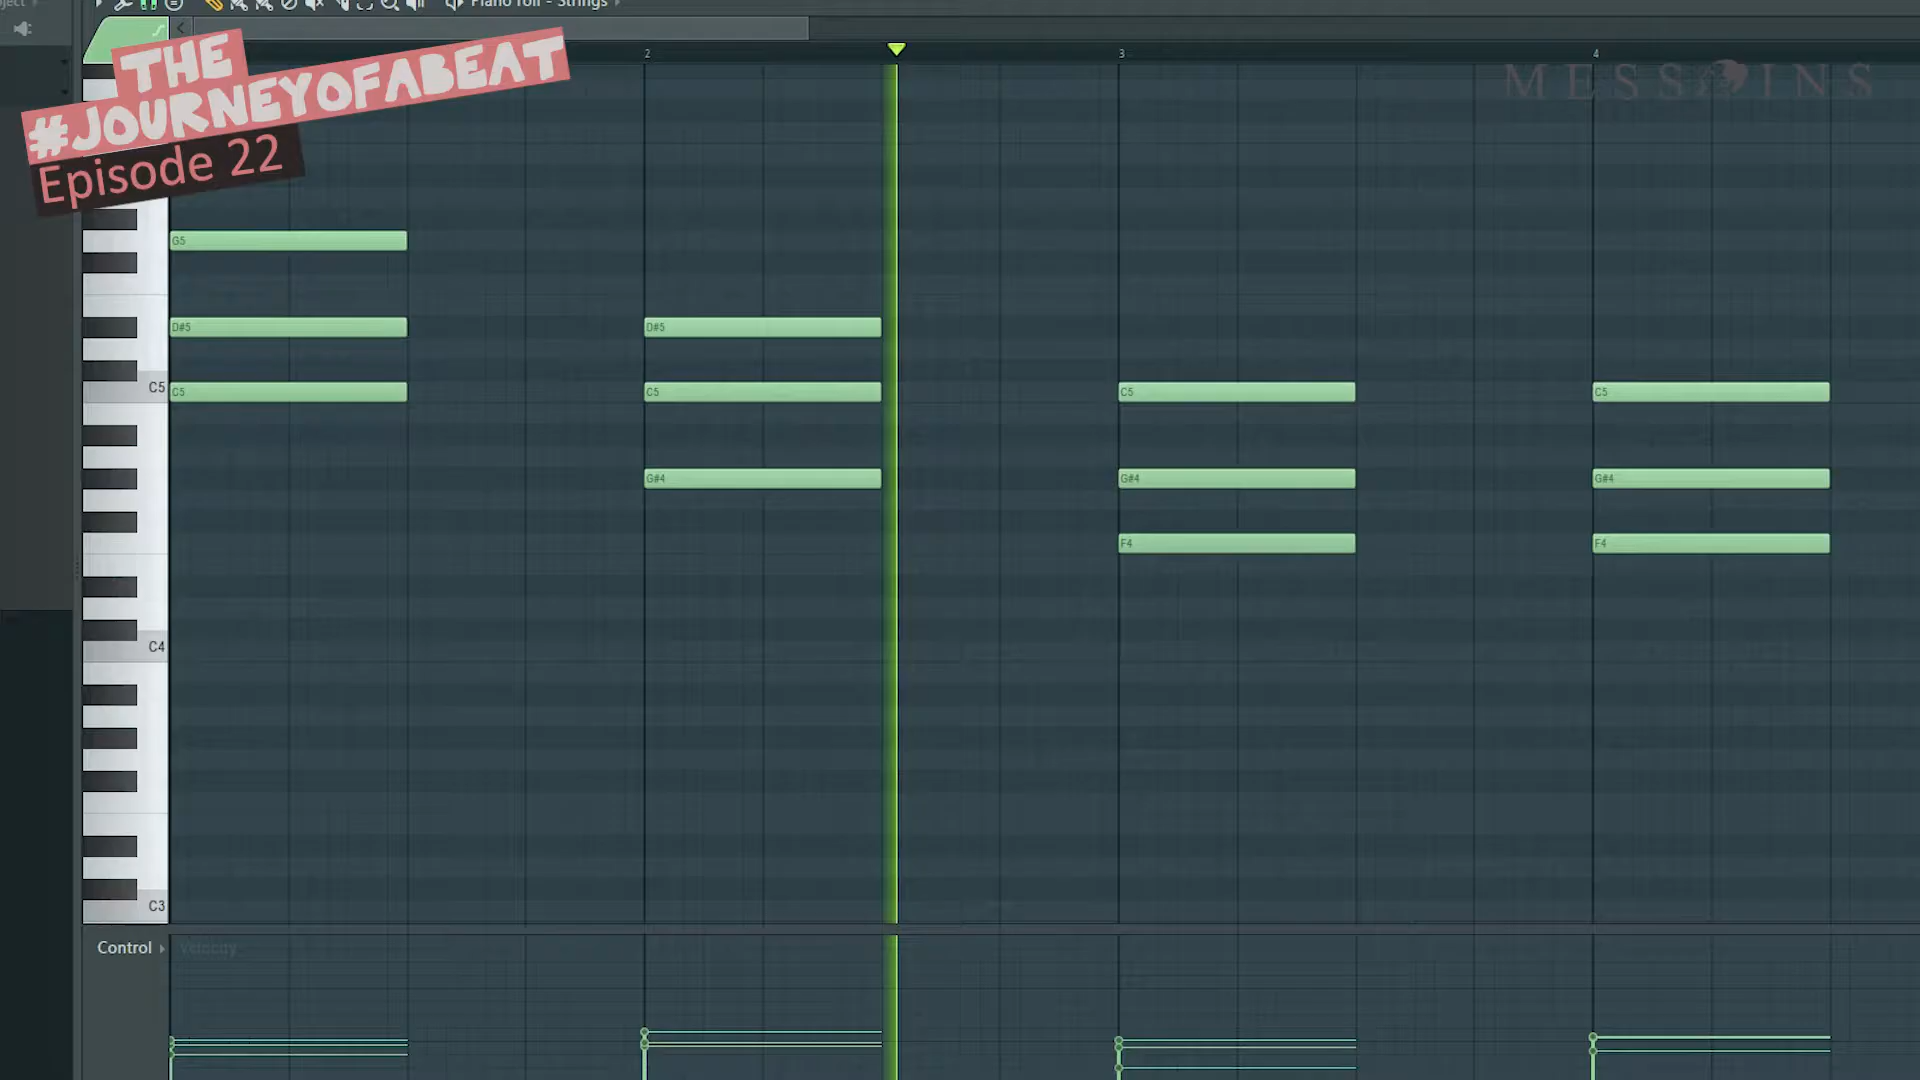 Piano roll - Strings
THE
#JOURNEYOFABEAT
Episode 22
2
3
4
G5
D#5
D#5
C5
C5
C5
C5
C5
G#4
G#4
G#4
F4
F4
C4
C3
Control
Velocity